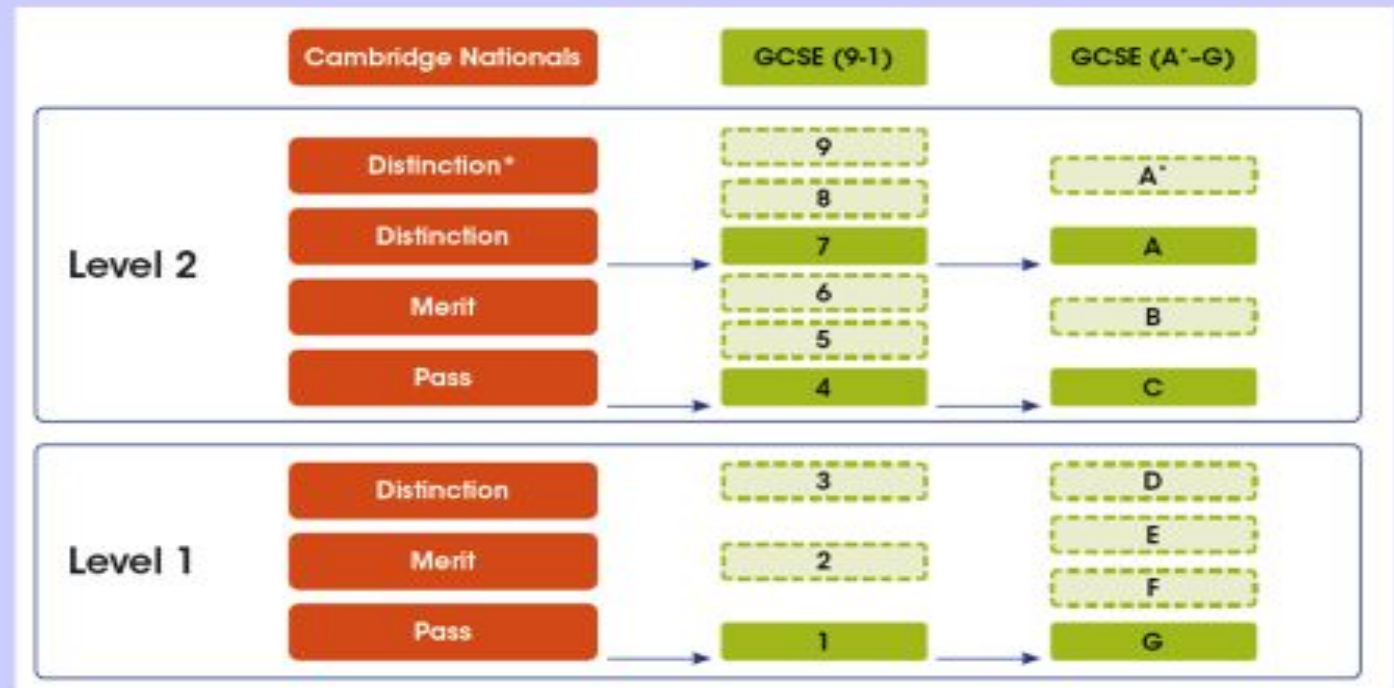 Cambridge Nationals
GCSE (9-1)
GCSE (A*-G)
Level 2
Distinction*
Distinction
Merit
Pass
9
8
7
6
5
4
A*
A
B
C
Level 1
Distinction
Merit
Pass
3
2
1
D
E
F
G